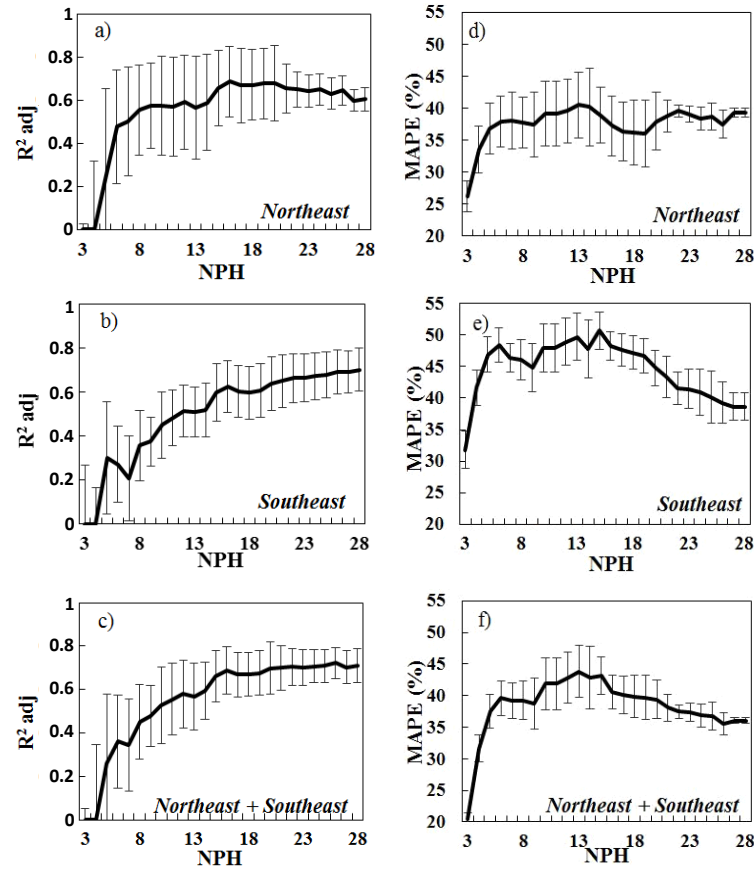 a)
1
0.8
0.6
0.4
0.2
0
R² adj
Northeast
3 8 13 18 23 28
NPH
d)
55
50
45
40
35
30
25
20
MAPE (%)
Northeast
3 8 13 18 23 28
NPH
b)
1
0.8
0.6
0.4
0.2
0
R² adj
Southeast
3 8 13 18 23 28
NPH
e)
55
50
45
40
35
30
25
20
MAPE (%)
Southeast
3 8 13 18 23 28
NPH
c)
1
0.8
0.6
0.4
0.2
0
R² adj
Northeast + Southeast
3 8 13 18 23 28
NPH
f)
55
50
45
40
35
30
25
20
MAPE (%)
Northeast + Southeast
3 8 13 18 23 28
NPH